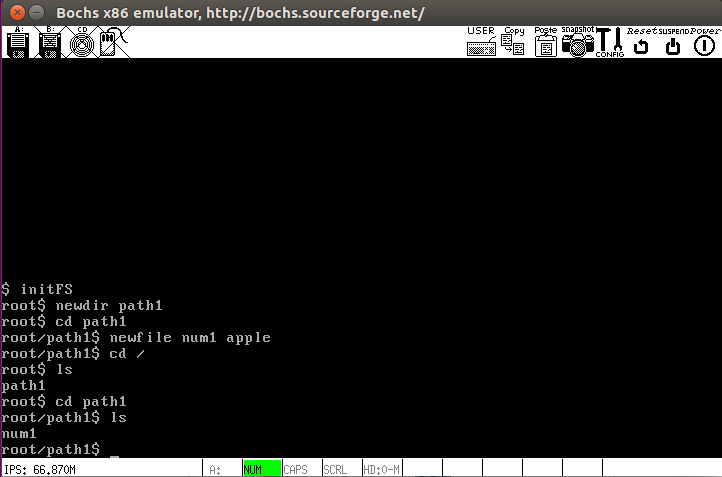 Bochs x86 emulator, http://bochs.sourceforge.net/
A: B: CD USER Copy Paste snapshot CONFIG Reset SUSPEND Power
$ initFS
root$ newdir path1
root$ cd path1
root/path1$ newfile num1 apple
root/path1$ cd /
root$ ls
path1
root$ cd path1
root/path1$ ls
num1
root/path1$ _
IPS: 66.870M A: NUM CAPS SCRL HD:0-M